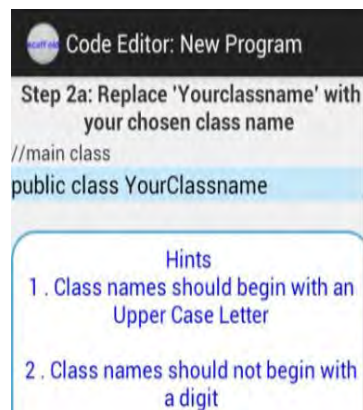 scaffold
Code Editor: New Program
Step 2a: Replace 'Yourclassname' with
your chosen class name
//main class
public class YourClassname
Hints
1 . Class names should begin with an
Upper Case Letter
2 . Class names should not begin with
a digit